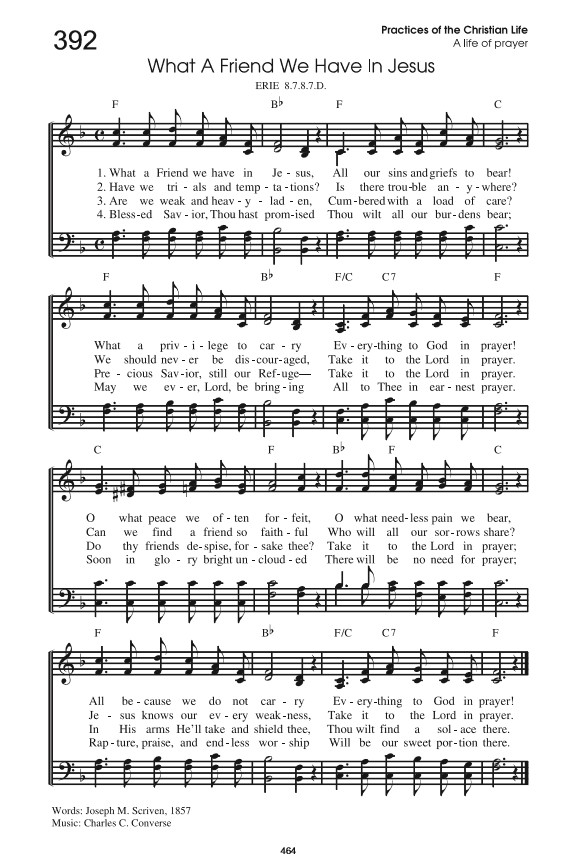 392
Practices of the Christian Life
A life of prayer
What A Friend We Have In Jesus
ERIE 8.7.8.7.D.
F B♭ F C
1. What a Friend we have in Je - sus, All our sins and griefs to bear!
2. Have we tri - als and temp - ta - tions? Is there trou - ble an - y - where?
3. Are we weak and heav - y - lad - en, Cum - bered with a load of care?
4. Bless - ed Sav - ior, Thou hast prom - ised Thou wilt all our bur - dens bear;
F B♭ F/C C7 F
What a priv - i - lege to car - ry Ev - ery - thing to God in prayer!
We should nev - er be dis - cour - aged, Take it to the Lord in prayer.
Pre - cious Sav - ior, still our Ref - uge— Take it to the Lord in prayer.
May we ev - er, Lord, be bring - ing All to Thee in ear - nest prayer.
C F B♭ F C
O what peace we of - ten for - feit, O what need - less pain we bear,
Can we find a friend so faith - ful Who will all our sor - rows share?
Do thy friends de - spise, for - sake thee? Take it to the Lord in prayer;
Soon in glo - ry bright un - cloud - ed There will be no need for prayer;
F B♭ F/C C7 F
All be - cause we do not car - ry Ev - ery - thing to God in prayer!
Je - sus knows our ev - ery weak - ness, Take it to the Lord in prayer.
In His arms He'll take and shield thee, Thou wilt find a sol - ace there.
Rap - ture, praise, and end - less wor - ship Will be our sweet por - tion there.
Words: Joseph M. Scriven, 1857
Music: Charles C. Converse
464